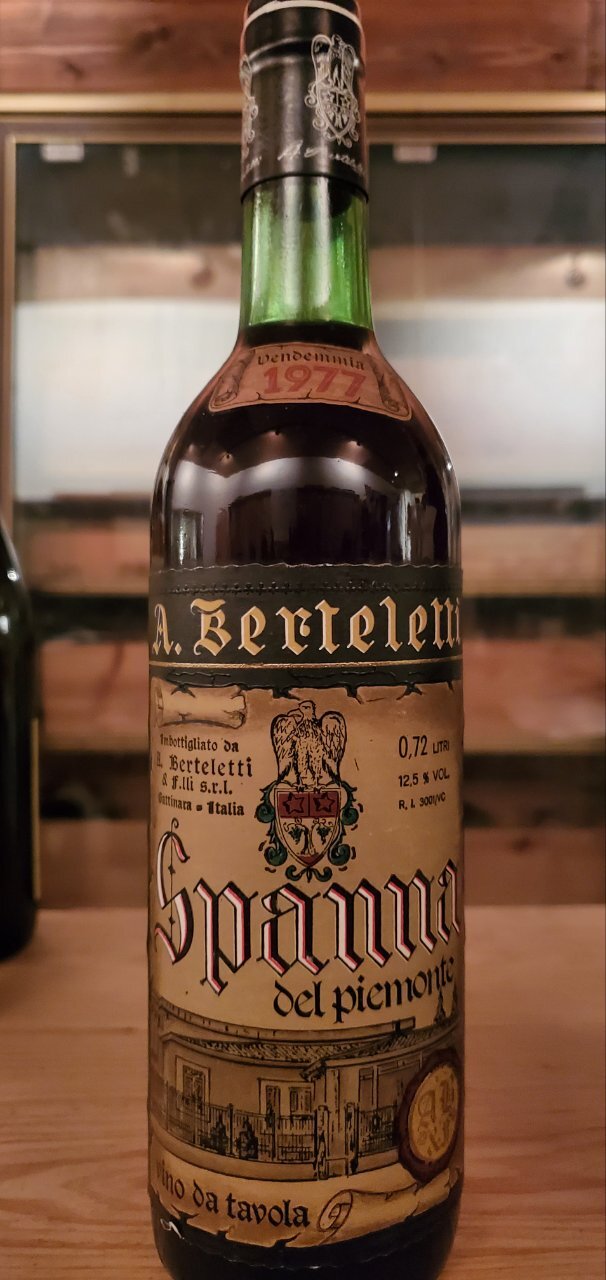 Vendemmia
1977
A. Berteletti
Imbottigliato da
A. Berteletti
& F.lli s.r.l.
Gattinara - Italia
0,72 LITRI
12,5 % VOL.
R. I. 3001/VC
Spanna
del piemonte
vino da tavola